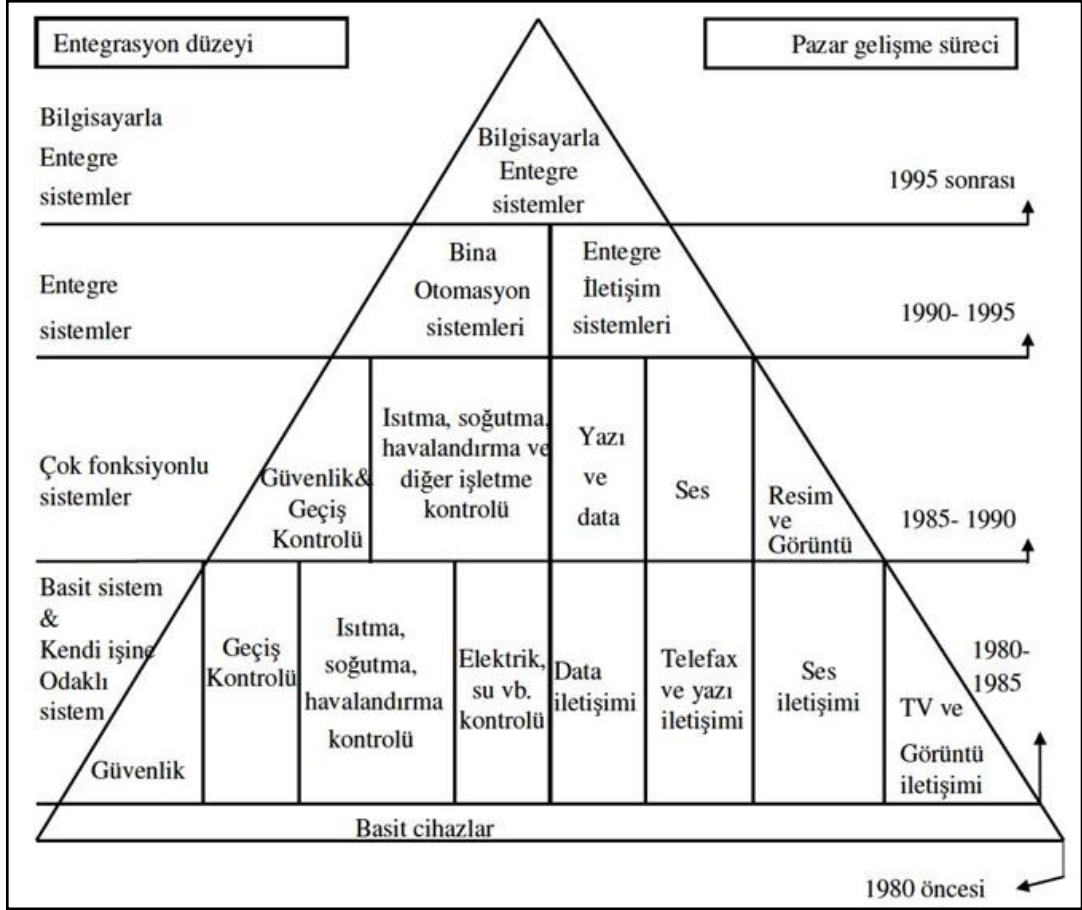 Entegrasyon düzeyi
Pazar gelişme süreci
Bilgisayarla
Entegre
sistemler
Bilgisayarla
Entegre
sistemler
1995 sonrası
Entegre
sistemler
Bina
Otomasyon
sistemleri
Entegre
İletişim
sistemleri
1990- 1995
Çok fonksiyonlu
sistemler
Güvenlik&
Geçiş
Kontrolü
Isıtma, soğutma,
havalandırma ve
diğer işletme
kontrolü
Yazı
ve
data
Ses
Resim
ve
Görüntü
1985- 1990
Basit sistem
&
Kendi işine
Odaklı
sistem
Güvenlik
Geçiş
Kontrolü
Isıtma,
soğutma,
havalandırma
kontrolü
Elektrik,
su vb.
kontrolü
Data
iletişimi
Telefax
ve yazı
iletişimi
Ses
iletişimi
TV ve
Görüntü
iletişimi
1980-
1985
Basit cihazlar
1980 öncesi